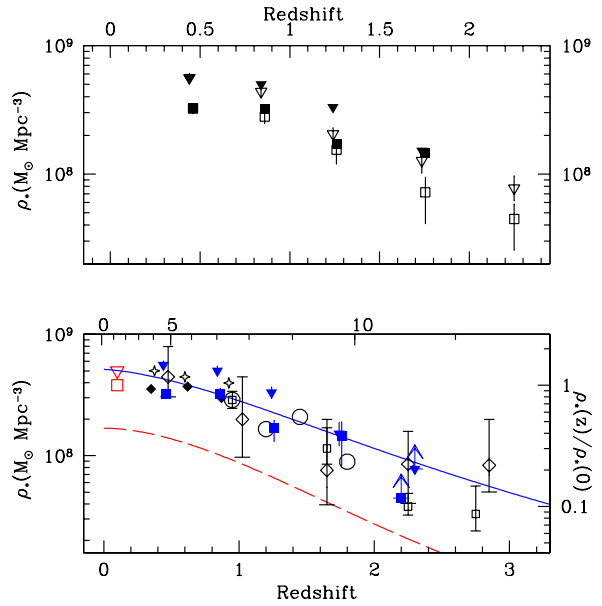 Redshift
0 0.5 1 1.5 2
10⁹ 10⁹
ρ*(M⊙ Mpc⁻³)
10⁸ 10⁸
0 5 10
10⁹
1
ρ*(M⊙ Mpc⁻³)
ρ*(z)/ρ*(0)
10⁸
0.1
0 1 2 3
Redshift